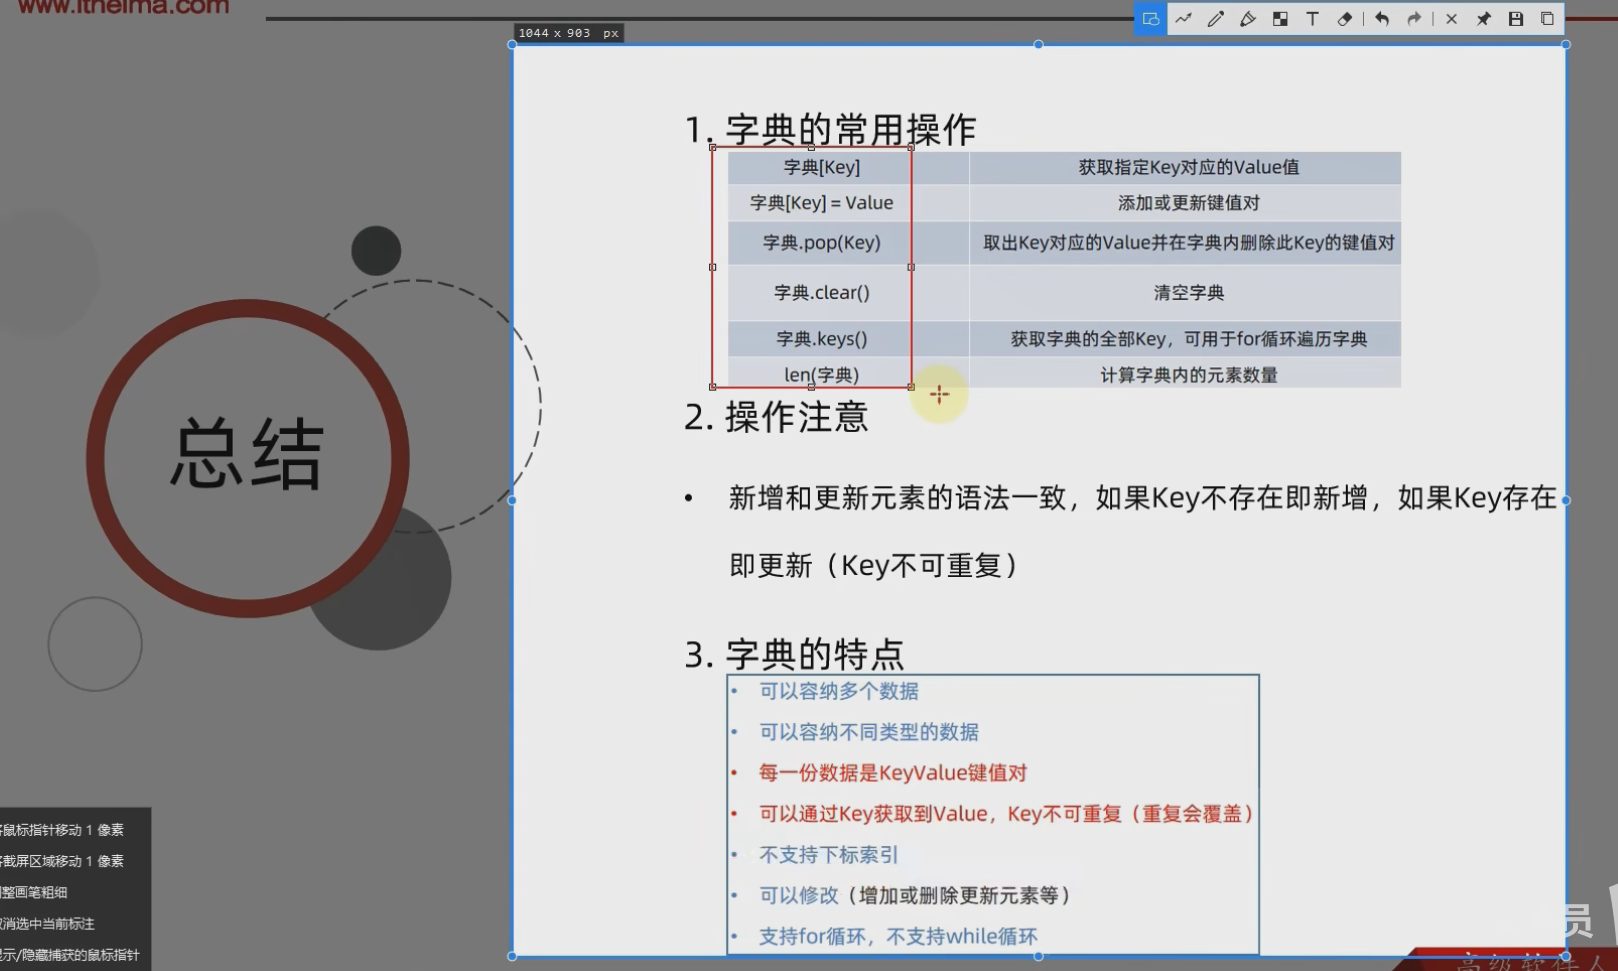 www.itheima.com
1044 x 903 px
1. 字典的常用操作
字典[Key] 获取指定Key对应的Value值
字典[Key] = Value 添加或更新键值对
字典.pop(Key) 取出Key对应的Value并在字典内删除此Key的键值对
字典.clear() 清空字典
字典.keys() 获取字典的全部Key，可用于for循环遍历字典
len(字典) 计算字典内的元素数量
2. 操作注意
• 新增和更新元素的语法一致，如果Key不存在即新增，如果Key存在
即更新（Key不可重复）
总结
3. 字典的特点
• 可以容纳多个数据
• 可以容纳不同类型的数据
• 每一份数据是KeyValue键值对
• 可以通过Key获取到Value，Key不可重复（重复会覆盖）
• 不支持下标索引
• 可以修改（增加或删除更新元素等）
• 支持for循环，不支持while循环
鼠标指针移动 1 像素
截屏区域移动 1 像素
整画笔粗细
消选中当前标注
示/隐藏捕获的鼠标指针
员
高级软件人